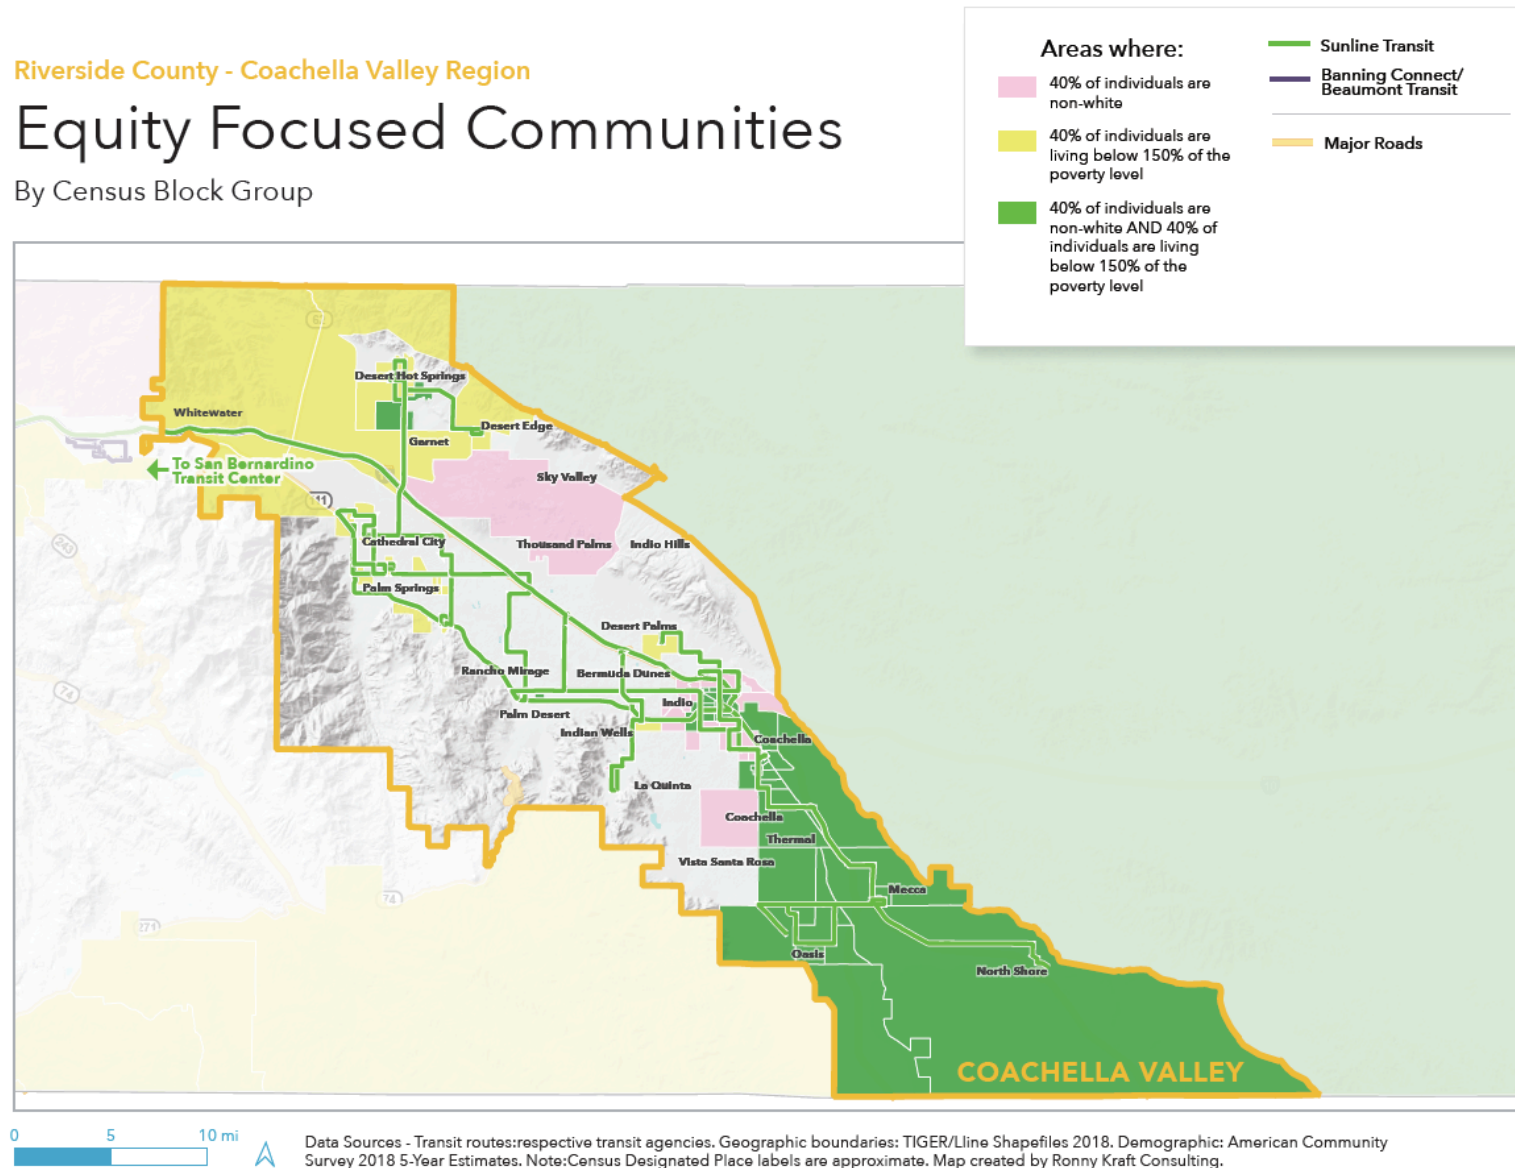 Riverside County - Coachella Valley Region
Equity Focused Communities
By Census Block Group
Areas where:
40% of individuals are
non-white
40% of individuals are
living below 150% of the
poverty level
40% of individuals are
non-white AND 40% of
individuals are living
below 150% of the
poverty level
Sunline Transit
Banning Connect/
Beaumont Transit
Major Roads
62
Desert Hot Springs
Whitewater
Desert Edge
Garnet
To San Bernardino
Transit Center
Sky Valley
111
243
Cathedral City
Thousand Palms
Indio Hills
Palm Springs
Desert Palms
Rancho Mirage
Bermuda Dunes
74
Indio
Palm Desert
Indian Wells
Coachella
La Quinta
Coachella
Thermal
Vista Santa Rosa
Mecca
74
271
Oasis
North Shore
COACHELLA VALLEY
0 5 10 mi
Data Sources - Transit routes:respective transit agencies. Geographic boundaries: TIGER/Lline Shapefiles 2018. Demographic: American Community
Survey 2018 5-Year Estimates. Note:Census Designated Place labels are approximate. Map created by Ronny Kraft Consulting.